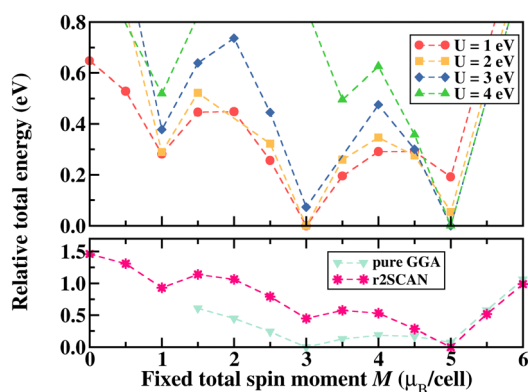 0.8
0.6
0.4
0.2
0.0
Relative total energy (eV)
U = 1 eV
U = 2 eV
U = 3 eV
U = 4 eV
1.5
1.0
0.5
0.0
pure GGA
r2SCAN
0 1 2 3 4 5 6
Fixed total spin moment M (μB/cell)